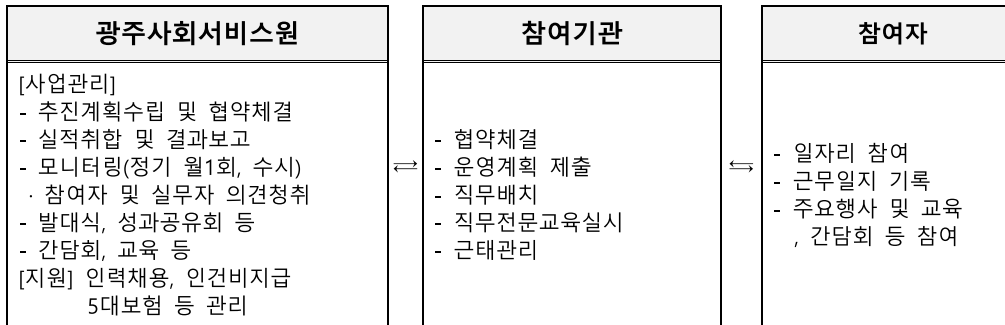 광주사회서비스원
[사업관리]
- 추진계획수립 및 협약체결
- 실적취합 및 결과보고
- 모니터링(정기 월1회, 수시)
· 참여자 및 실무자 의견청취
- 발대식, 성과공유회 등
- 간담회, 교육 등
[지원] 인력채용, 인건비지급
5대보험 등 관리
⇄
참여기관
- 협약체결
- 운영계획 제출
- 직무배치
- 직무전문교육실시
- 근태관리
⇆
참여자
- 일자리 참여
- 근무일지 기록
- 주요행사 및 교육
, 간담회 등 참여